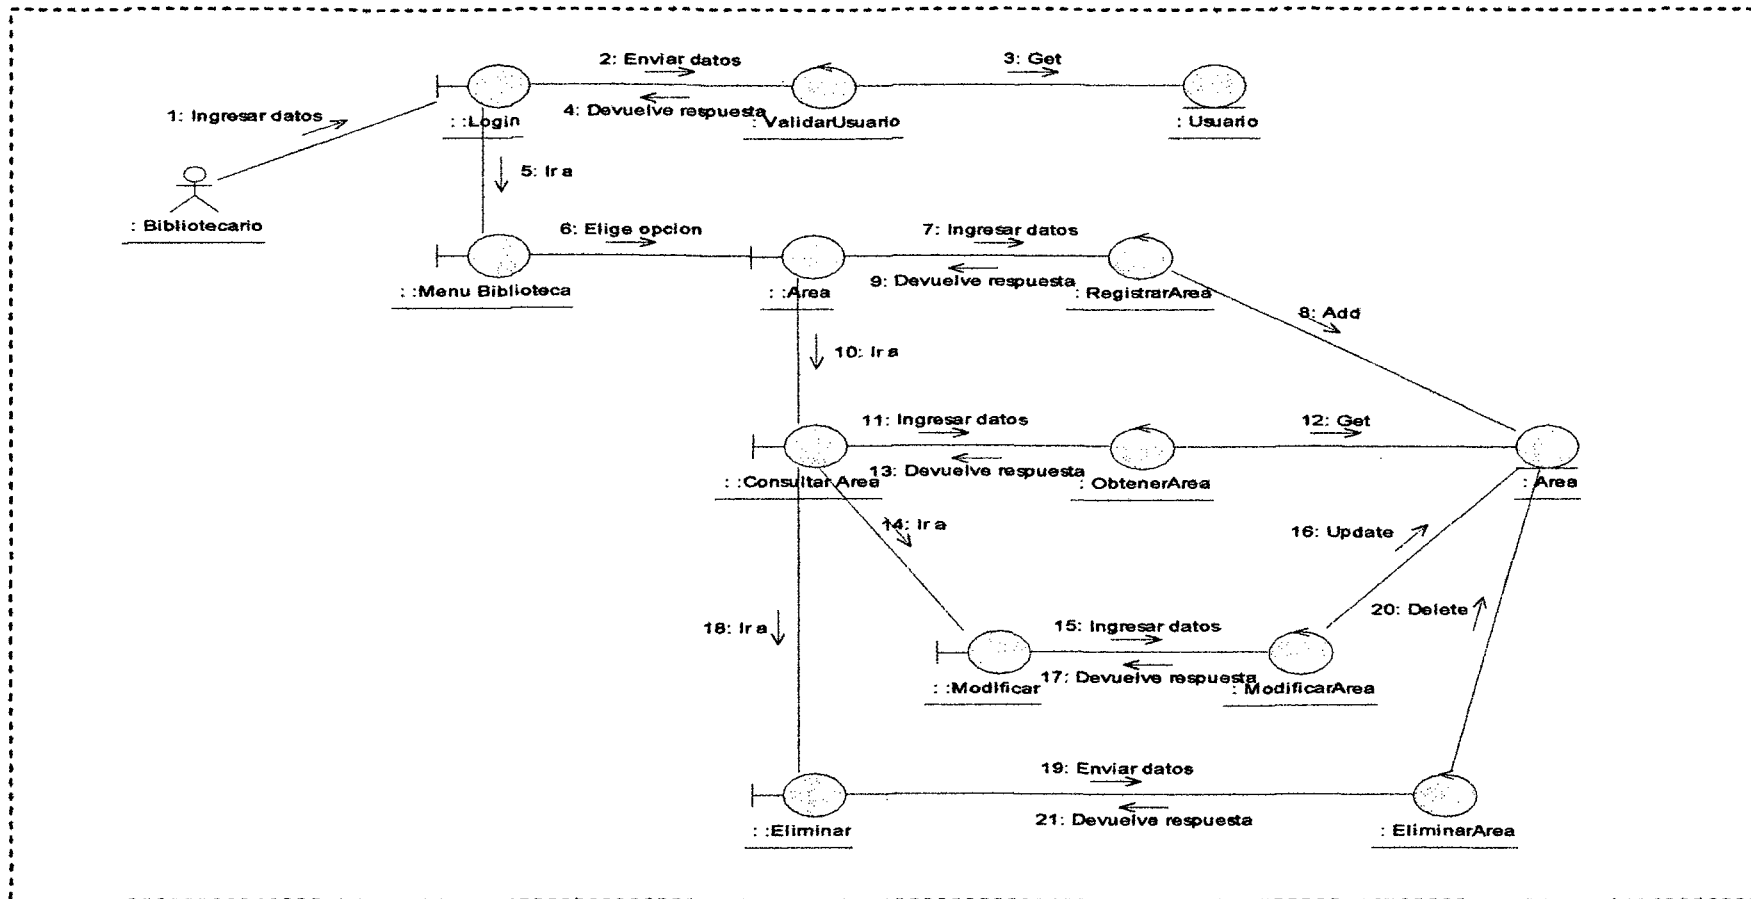 2: Enviar datos
3: Get
4: Devuelve respuesta
1: Ingresar datos
: :Login
: ValidarUsuario
: Usuario
5: Ir a
: Bibliotecario
6: Elige opcion
7: Ingresar datos
9: Devuelve respuesta
: :Menu Biblioteca
: :Area
: RegistrarArea
8: Add
10: Ir a
11: Ingresar datos
12: Get
13: Devuelve respuesta
: :Consultar Area
: ObtenerArea
: Area
14: Ir a
16: Update
20: Delete
18: Ir a
15: Ingresar datos
17: Devuelve respuesta
: :Modificar
: ModificarArea
19: Enviar datos
21: Devuelve respuesta
: :Eliminar
: EliminarArea